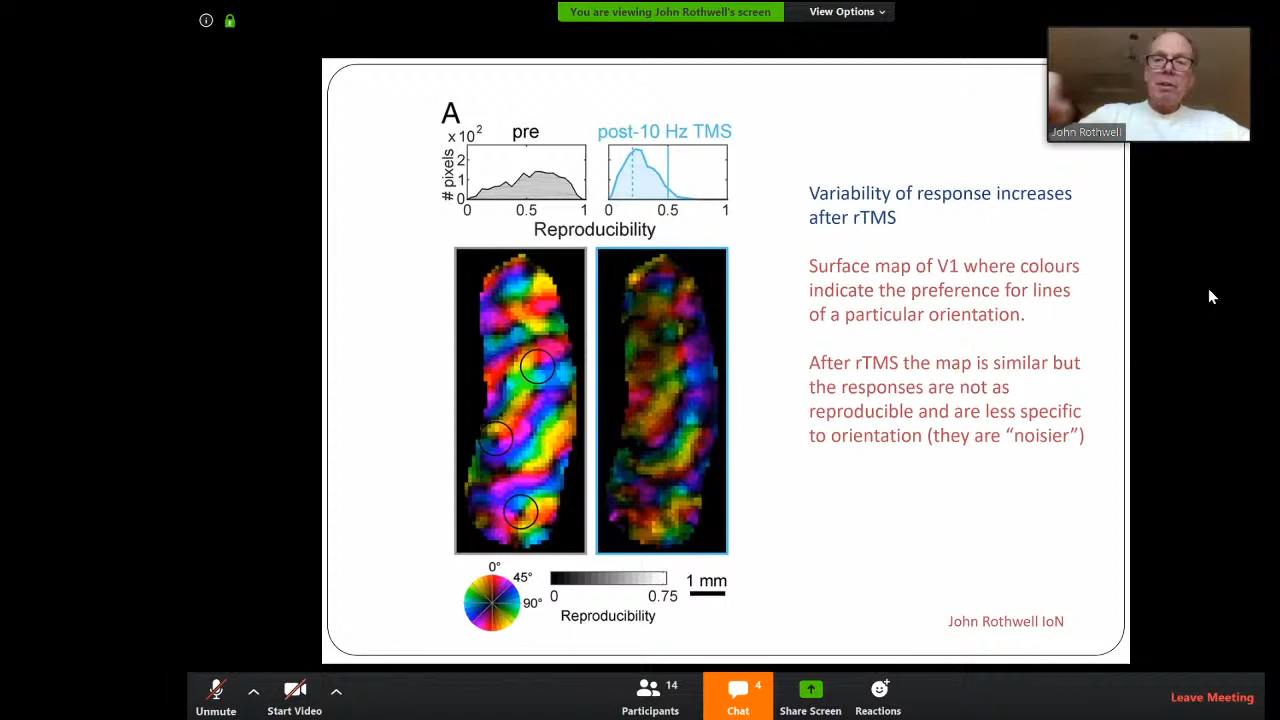 You are viewing John Rothwell's screen
View Options
John Rothwell
A
pre
post-10 Hz TMS
x 10²
# pixels
2
1
0
0 0.5 1
0 0.5 1
Reproducibility
Variability of response increases
after rTMS
Surface map of V1 where colours
indicate the preference for lines
of a particular orientation.
After rTMS the map is similar but
the responses are not as
reproducible and are less specific
to orientation (they are “noisier”)
0°
45°
90°
0 0.75
Reproducibility
1 mm
John Rothwell IoN
Unmute
Start Video
14
Participants
4
Chat
Share Screen
Reactions
Leave Meeting